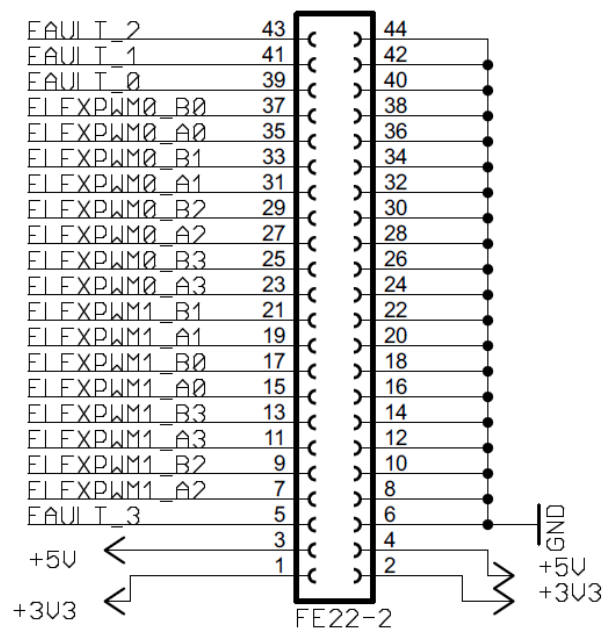 FAULT_2 43 44
FAULT_1 41 42
FAULT_0 39 40
FLEXPWM0_B0 37 38
FLEXPWM0_A0 35 36
FLEXPWM0_B1 33 34
FLEXPWM0_A1 31 32
FLEXPWM0_B2 29 30
FLEXPWM0_A2 27 28
FLEXPWM0_B3 25 26
FLEXPWM0_A3 23 24
FLEXPWM1_B1 21 22
FLEXPWM1_A1 19 20
FLEXPWM1_B0 17 18
FLEXPWM1_A0 15 16
FLEXPWM1_B3 13 14
FLEXPWM1_A3 11 12
FLEXPWM1_B2 9 10
FLEXPWM1_A2 7 8
FAULT_3 5 6 GND
+5V 3 4 +5V
+3V3 1 2 +3V3
FE22-2